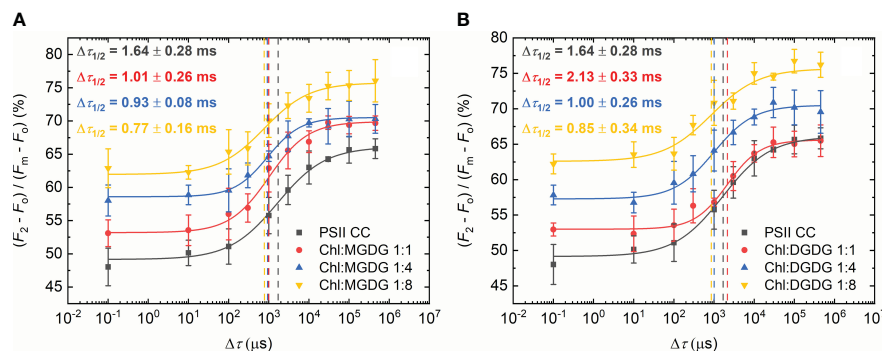 A
Δτ1/2 = 1.64 ± 0.28 ms
Δτ1/2 = 1.01 ± 0.26 ms
Δτ1/2 = 0.93 ± 0.08 ms
Δτ1/2 = 0.77 ± 0.16 ms
(F2 - Fo) / (Fm - Fo) (%)
80
75
70
65
60
55
50
45
PSII CC
Chl:MGDG 1:1
Chl:MGDG 1:4
Chl:MGDG 1:8
10-2 10-1 100 101 102 103 104 105 106 107
Δτ (µs)
B
Δτ1/2 = 1.64 ± 0.28 ms
Δτ1/2 = 2.13 ± 0.33 ms
Δτ1/2 = 1.00 ± 0.26 ms
Δτ1/2 = 0.85 ± 0.34 ms
(F2 - Fo) / (Fm - Fo) (%)
80
75
70
65
60
55
50
45
PSII CC
Chl:DGDG 1:1
Chl:DGDG 1:4
Chl:DGDG 1:8
10-2 10-1 100 101 102 103 104 105 106 107
Δτ (µs)